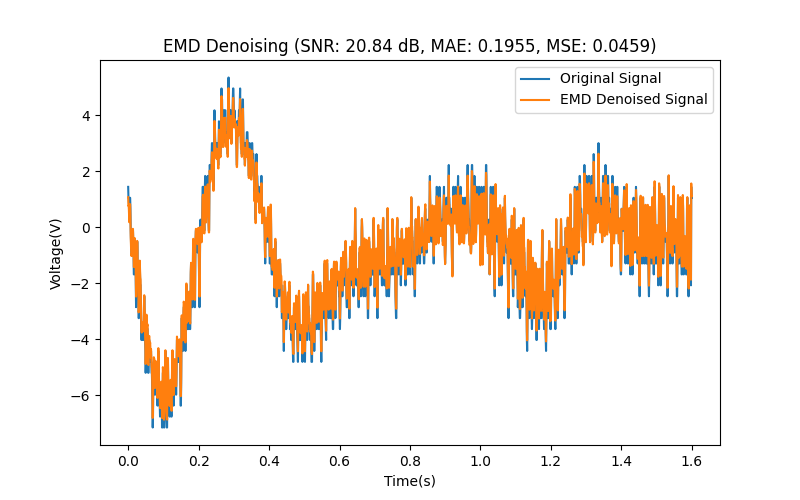 EMD Denoising (SNR: 20.84 dB, MAE: 0.1955, MSE: 0.0459)
Original Signal
EMD Denoised Signal
Voltage(V)
4
2
0
−2
−4
−6
0.0 0.2 0.4 0.6 0.8 1.0 1.2 1.4 1.6
Time(s)